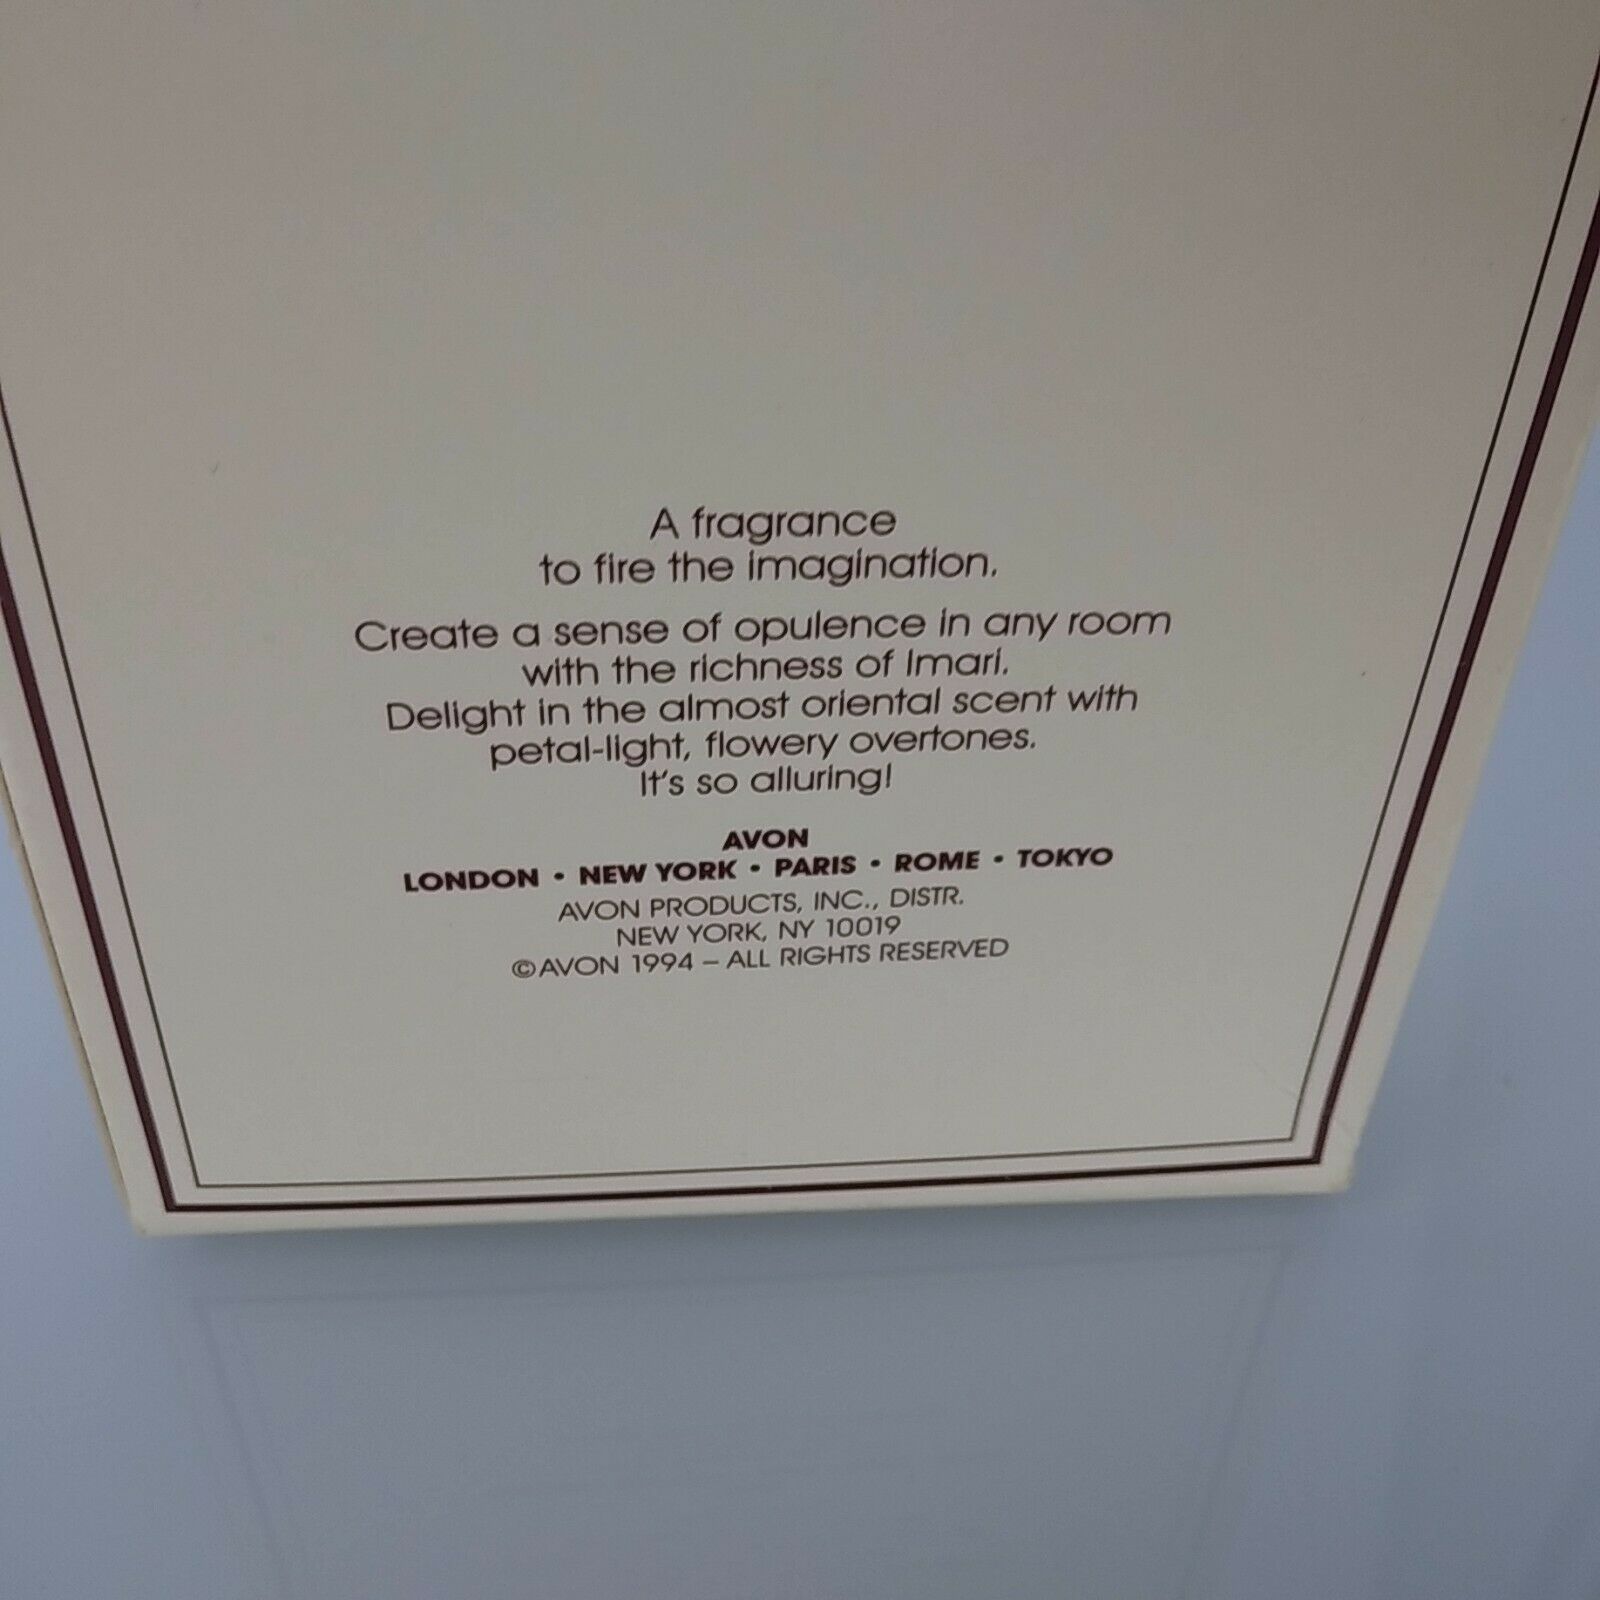 A fragrance
to fire the imagination.
Create a sense of opulence in any room
with the richness of Imari.
Delight in the almost oriental scent with
petal-light, flowery overtones.
It's so alluring!
AVON
LONDON • NEW YORK • PARIS • ROME • TOKYO
AVON PRODUCTS, INC., DISTR.
NEW YORK, NY 10019
©AVON 1994 – ALL RIGHTS RESERVED